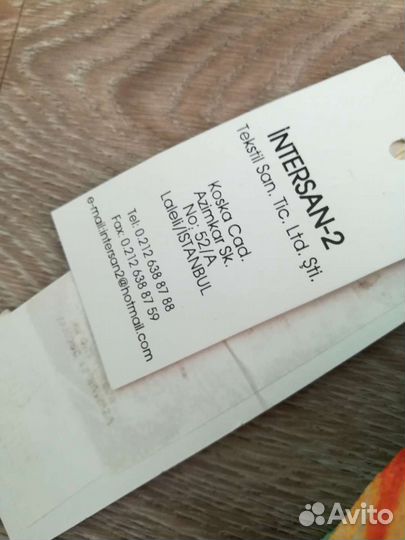 INTERSAN-2
Tekstil San. Tic. Ltd. Şti.
Koska Cad.
Azimkar Sk.
No: 52/A
Laleli/İSTANBUL
Tel: 0.212 638 87 88
Fax: 0.212 638 87 59
e-mail:intersan2@hotmail.com
Avito